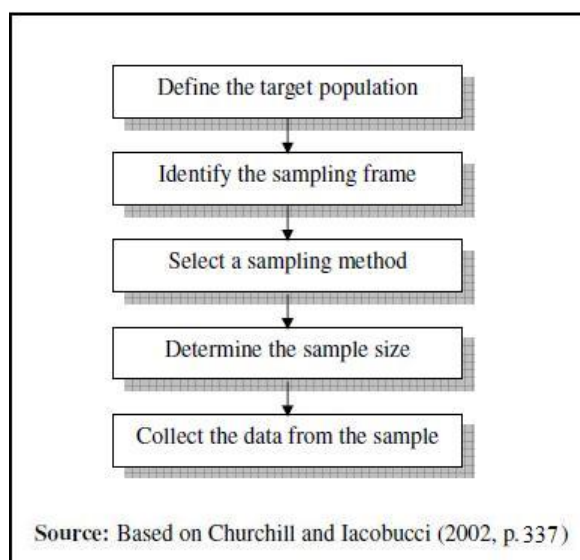 Define the target population
Identify the sampling frame
Select a sampling method
Determine the sample size
Collect the data from the sample
Source: Based on Churchill and Iacobucci (2002, p.337)